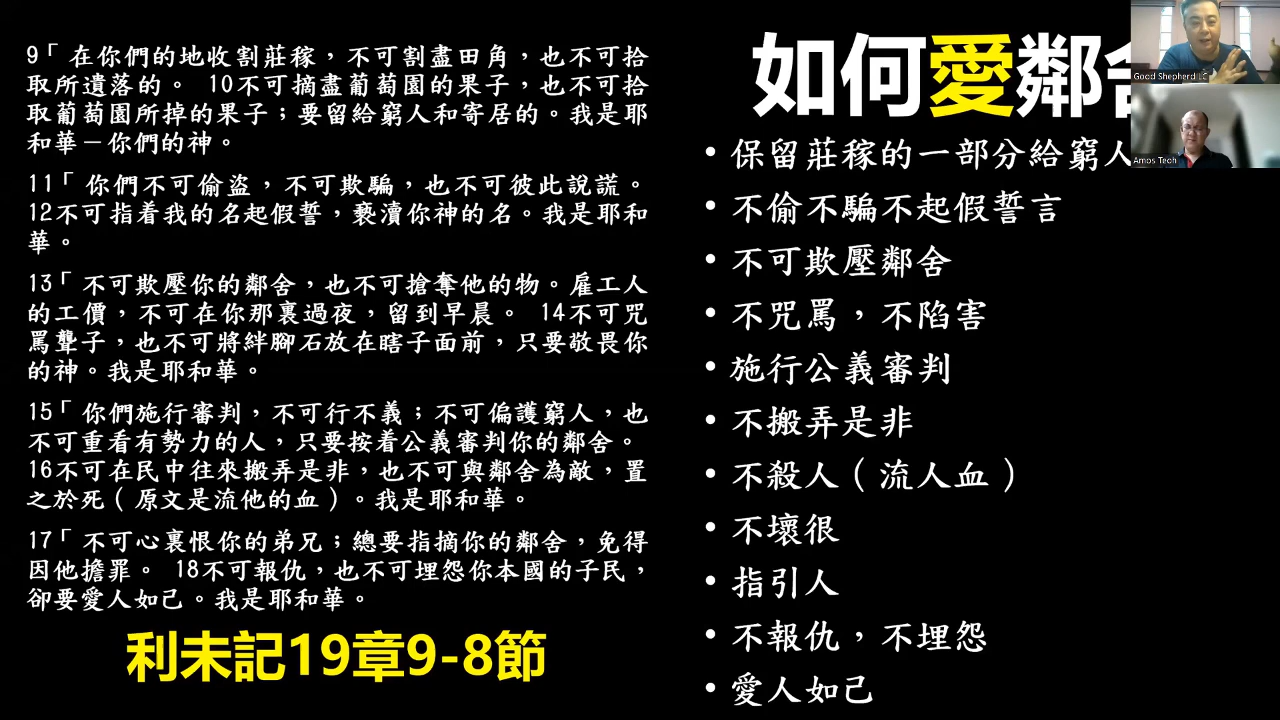 9「 在你們的地收割莊稼，不可割盡田角，也不可拾
取所遺落的。 10不可摘盡葡萄園的果子，也不可拾
取葡萄園所掉的果子；要留給窮人和寄居的。我是耶
和華－你們的神。
11「 你們不可偷盜，不可欺騙，也不可彼此說謊。
12不可指着我的名起假誓，褻瀆你神的名。我是耶和
華。
13「 不可欺壓你的鄰舍，也不可搶奪他的物。雇工人
的工價，不可在你那裏過夜，留到早晨。 14不可咒
罵聾子，也不可將絆腳石放在瞎子面前，只要敬畏你
的神。我是耶和華。
15「 你們施行審判，不可行不義；不可偏護窮人，也
不可重看有勢力的人，只要按着公義審判你的鄰舍。
16不可在民中往來搬弄是非，也不可與鄰舍為敵，置
之於死（原文是流他的血）。我是耶和華。
17「 不可心裏恨你的弟兄；總要指摘你的鄰舍，免得
因他擔罪。 18不可報仇，也不可埋怨你本國的子民，
卻要愛人如己。我是耶和華。
利未記19章9-8節
如何愛鄰舍
• 保留莊稼的一部分給窮人
• 不偷不騙不起假誓言
• 不可欺壓鄰舍
• 不咒罵，不陷害
• 施行公義審判
• 不搬弄是非
• 不殺人（流人血）
• 不壞很
• 指引人
• 不報仇，不埋怨
• 愛人如己
Good Shepherd LC
Amos Teoh